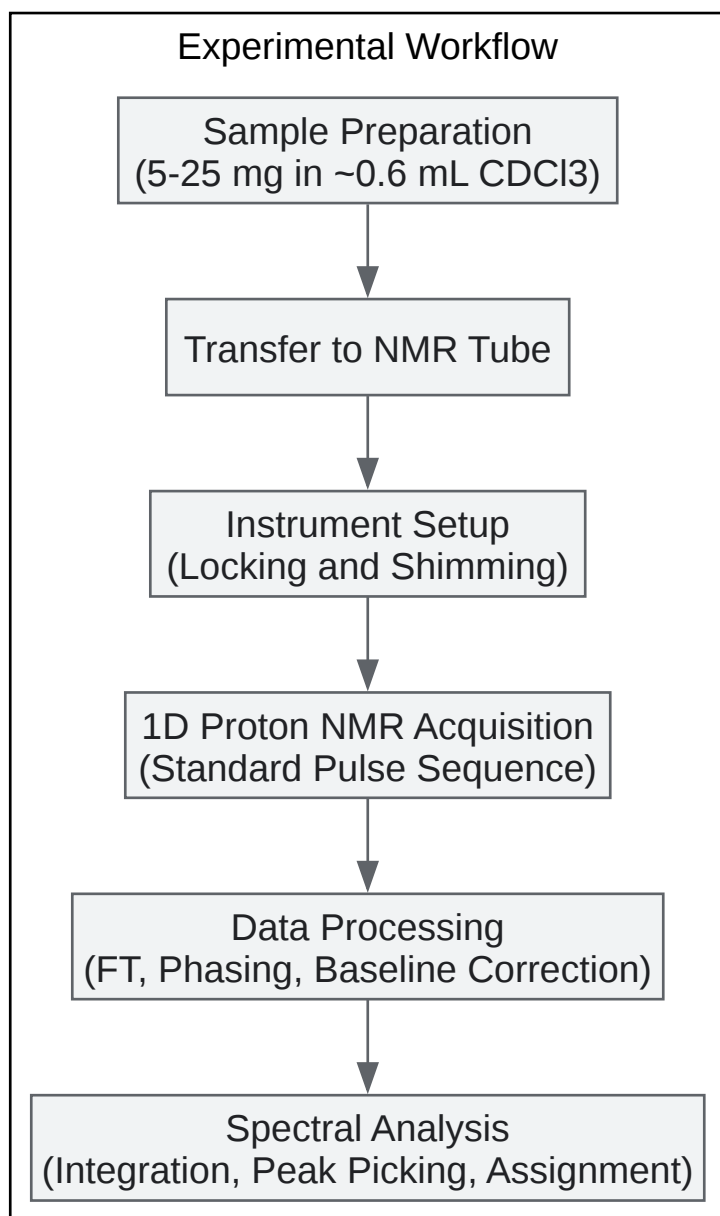 Experimental Workflow
Sample Preparation
(5-25 mg in ~0.6 mL CDCl3)
Transfer to NMR Tube
Instrument Setup
(Locking and Shimming)
1D Proton NMR Acquisition
(Standard Pulse Sequence)
Data Processing
(FT, Phasing, Baseline Correction)
Spectral Analysis
(Integration, Peak Picking, Assignment)